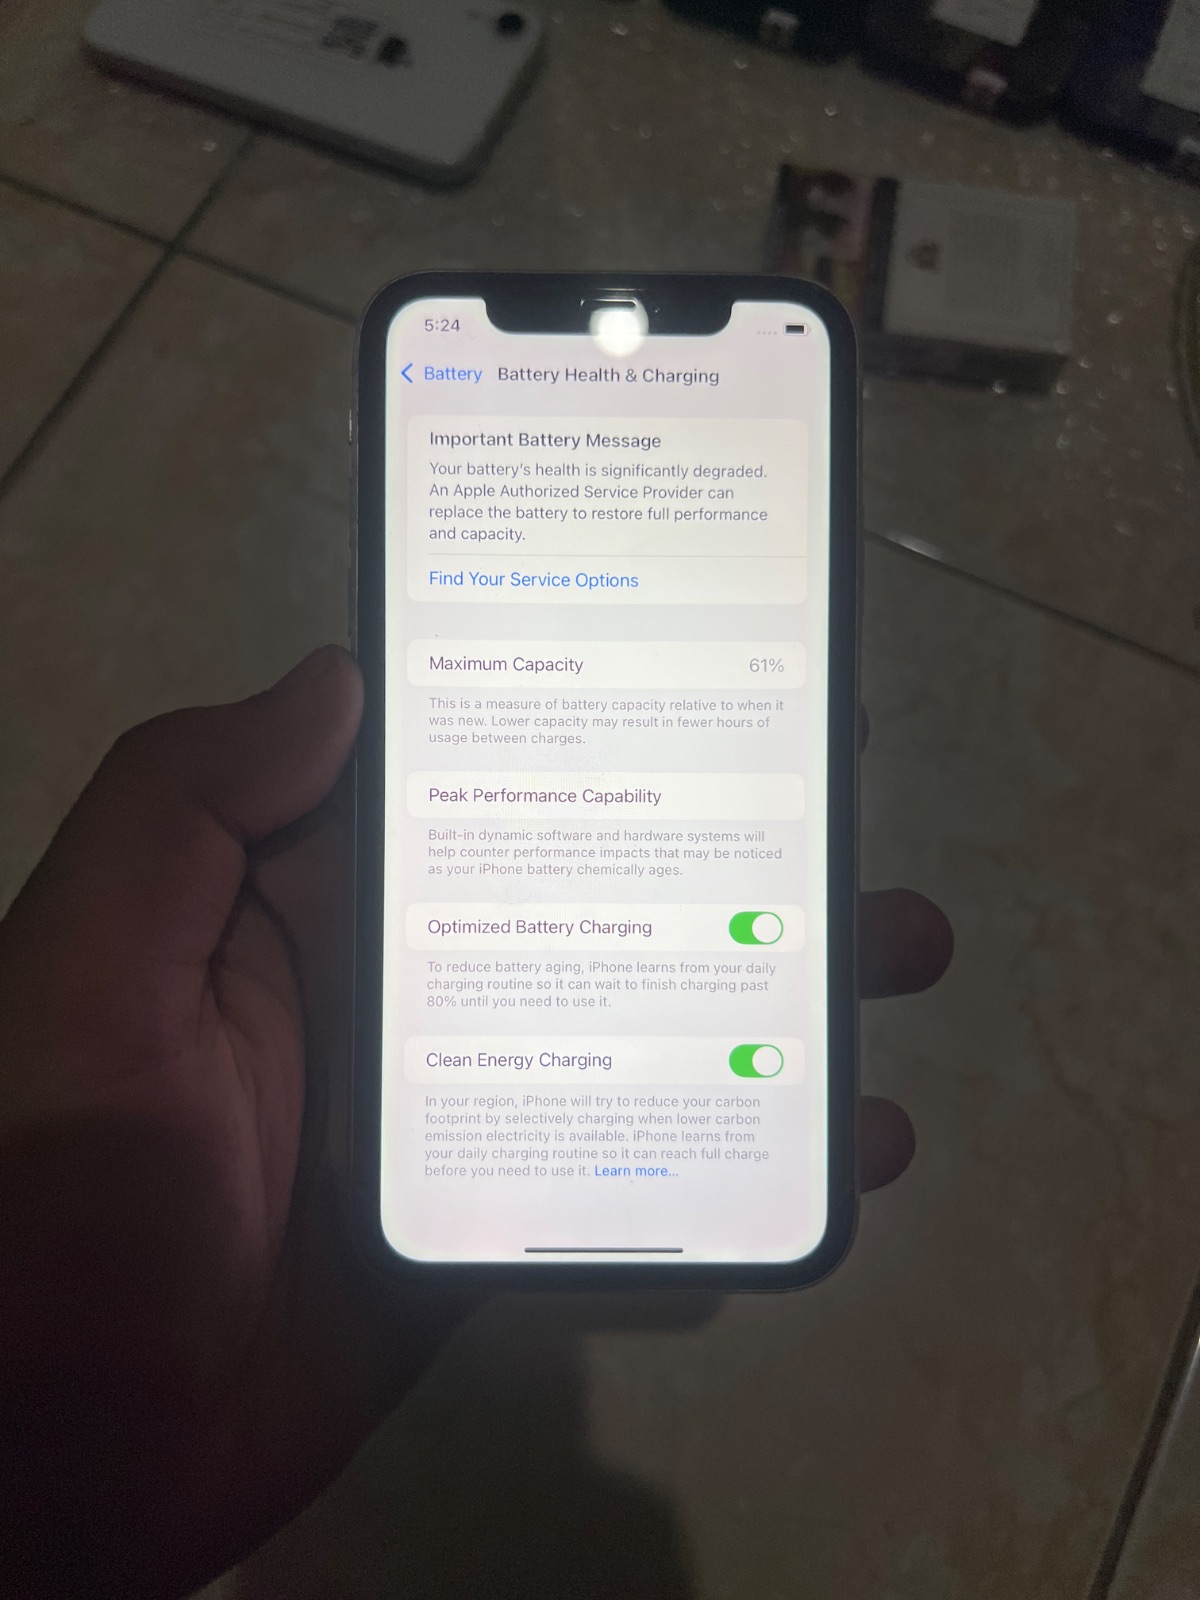 5:24
Battery Battery Health & Charging
Important Battery Message
Your battery's health is significantly degraded.
An Apple Authorized Service Provider can
replace the battery to restore full performance
and capacity.
Find Your Service Options
Maximum Capacity 61%
This is a measure of battery capacity relative to when it
was new. Lower capacity may result in fewer hours of
usage between charges.
Peak Performance Capability
Built-in dynamic software and hardware systems will
help counter performance impacts that may be noticed
as your iPhone battery chemically ages.
Optimized Battery Charging
To reduce battery aging, iPhone learns from your daily
charging routine so it can wait to finish charging past
80% until you need to use it.
Clean Energy Charging
In your region, iPhone will try to reduce your carbon
footprint by selectively charging when lower carbon
emission electricity is available. iPhone learns from
your daily charging routine so it can reach full charge
before you need to use it. Learn more...